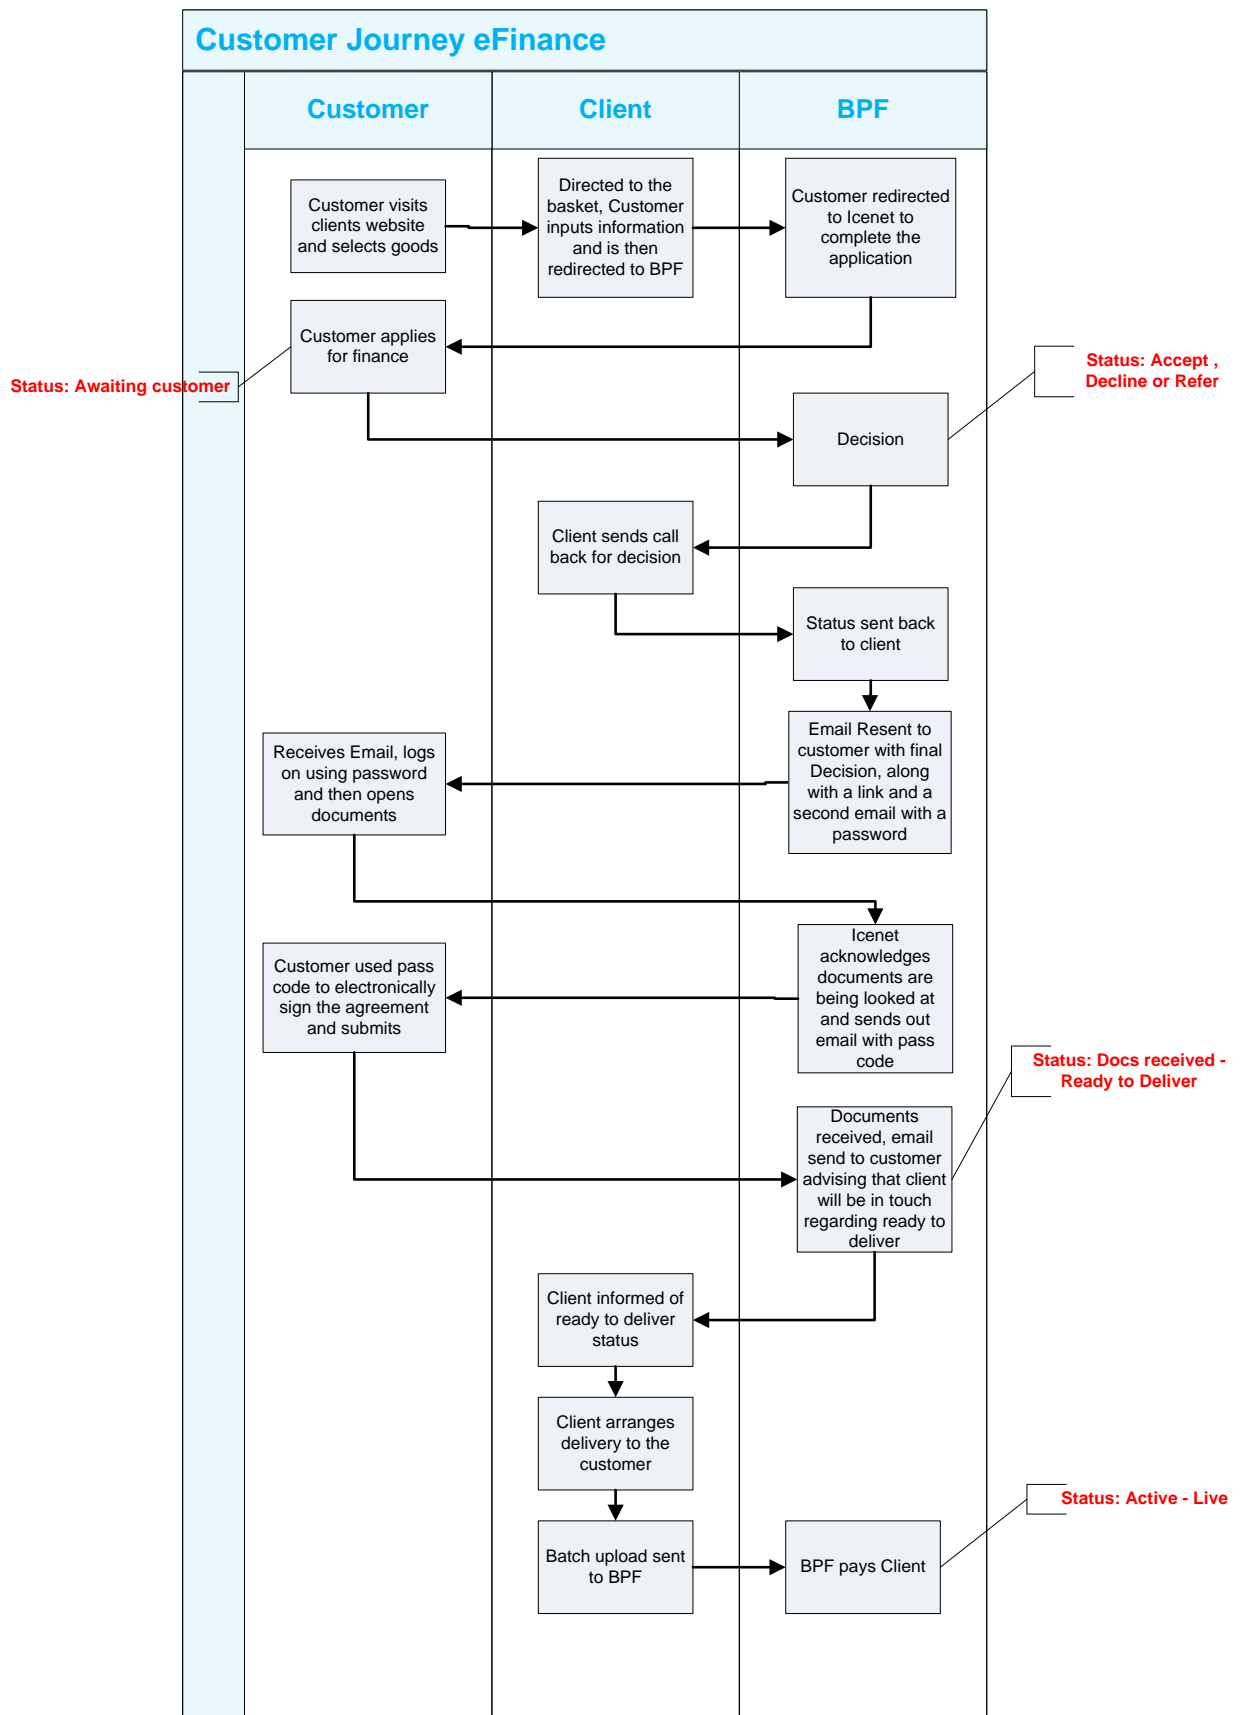 Customer Journey eFinance
Customer
Client
BPF
Customer visits
clients website
and selects goods
Directed to the
basket, Customer
inputs information
and is then
redirected to BPF
Customer redirected
to Icenet to
complete the
application
Customer applies
for finance
Status: Awaiting customer
Status: Accept ,
Decline or Refer
Decision
Client sends call
back for decision
Status sent back
to client
Email Resent to
customer with final
Decision, along
with a link and a
second email with a
password
Receives Email, logs
on using password
and then opens
documents
Icenet
acknowledges
documents are
being looked at
and sends out
email with pass
code
Customer used pass
code to electronically
sign the agreement
and submits
Status: Docs received -
Ready to Deliver
Documents
received, email
send to customer
advising that client
will be in touch
regarding ready to
deliver
Client informed of
ready to deliver
status
Client arranges
delivery to the
customer
Status: Active - Live
Batch upload sent
to BPF
BPF pays Client